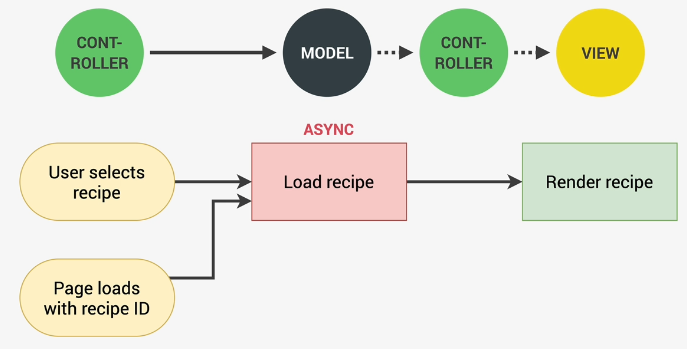 CONT-
ROLLER
MODEL
CONT-
ROLLER
VIEW
ASYNC
User selects
recipe
Load recipe
Render recipe
Page loads
with recipe ID